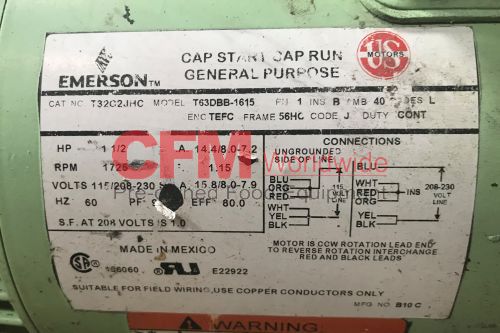 CAP START CAP RUN
GENERAL PURPOSE
EMERSON™
US
MOTORS
CAT NO. T32C2JHC MODEL T63DBB-1615 PH 1 INS B AMB 40 DES L
ENC TEFC FRAME 56HC CODE J DUTY CONT
HP 1 1/2 A 14.4/8.0-7.2
RPM 1725 1.15
VOLTS 115/208-230 A 15.8/8.0-7.9
HZ 60 PF EFF 80.0
S.F. AT 208 VOLTS IS 1.0
CONNECTIONS
UNGROUNDED
SIDE OF LINE
BLU
ORG
RED
WHT
YEL
BLK
115
VOLT
LINE
BLU
WHT
ORG
RED
YEL
BLK
INS
208-230
VOLT
LINE
MOTOR IS CCW ROTATION LEAD END
TO REVERSE ROTATION INTERCHANGE
RED AND BLACK LEADS
MADE IN MEXICO
E22922
SUITABLE FOR FIELD WIRING, USE COPPER CONDUCTORS ONLY
MFG. NO. B10 C
WARNING
CFM Worldwide